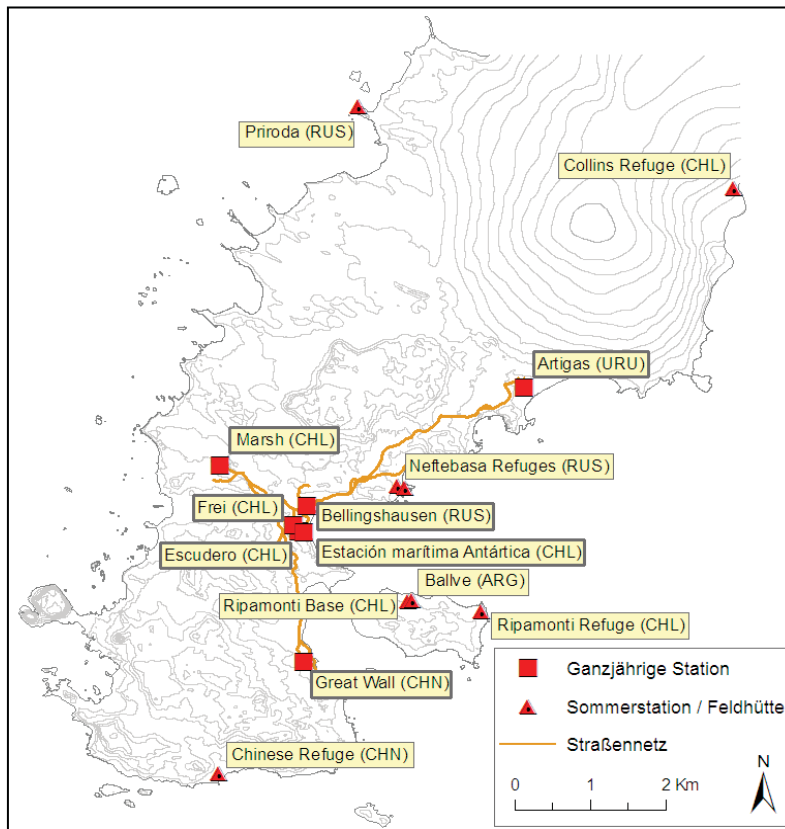 Priroda (RUS)
Collins Refuge (CHL)
Artigas (URU)
Marsh (CHL)
Neftebasa Refuges (RUS)
Frei (CHL)
Bellingshausen (RUS)
Escudero (CHL)
Estación marítima Antártica (CHL)
Ballve (ARG)
Ripamonti Base (CHL)
Ripamonti Refuge (CHL)
Great Wall (CHN)
Chinese Refuge (CHN)
Ganzjährige Station
Sommerstation / Feldhütte
Straßennetz
N
0 1 2 Km